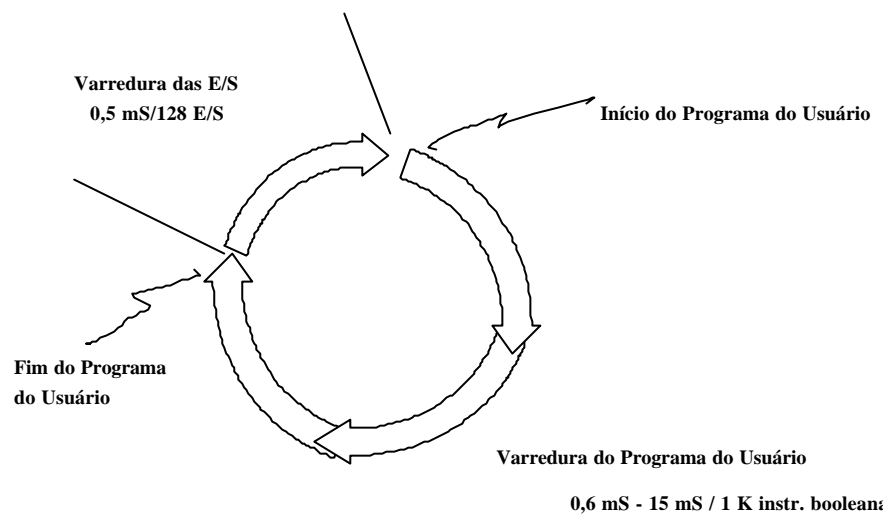 Varredura das E/S
0,5 mS/128 E/S
Início do Programa do Usuário
Fim do Programa
do Usuário
Varredura do Programa do Usuário
0,6 mS - 15 mS / 1 K instr. booleana